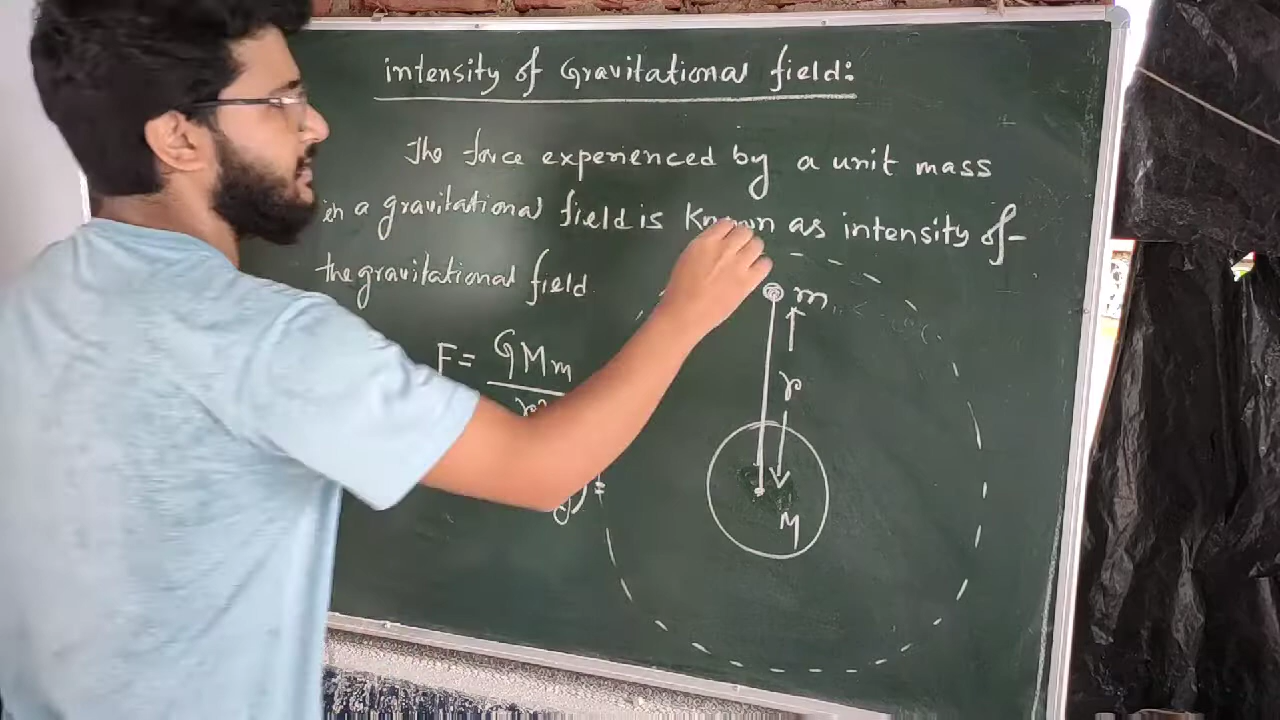 intensity of Gravitational field:
The force experienced by a unit mass
in a gravitational field is known as intensity of
the gravitational field
F = GMm
r²
=
m
r
M